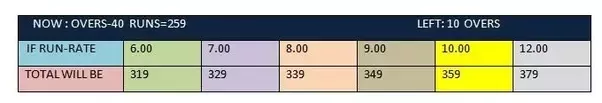 NOW : OVERS-40 RUNS=259 LEFT: 10 OVERS
IF RUN-RATE 6.00 7.00 8.00 9.00 10.00 12.00
TOTAL WILL BE 319 329 339 349 359 379